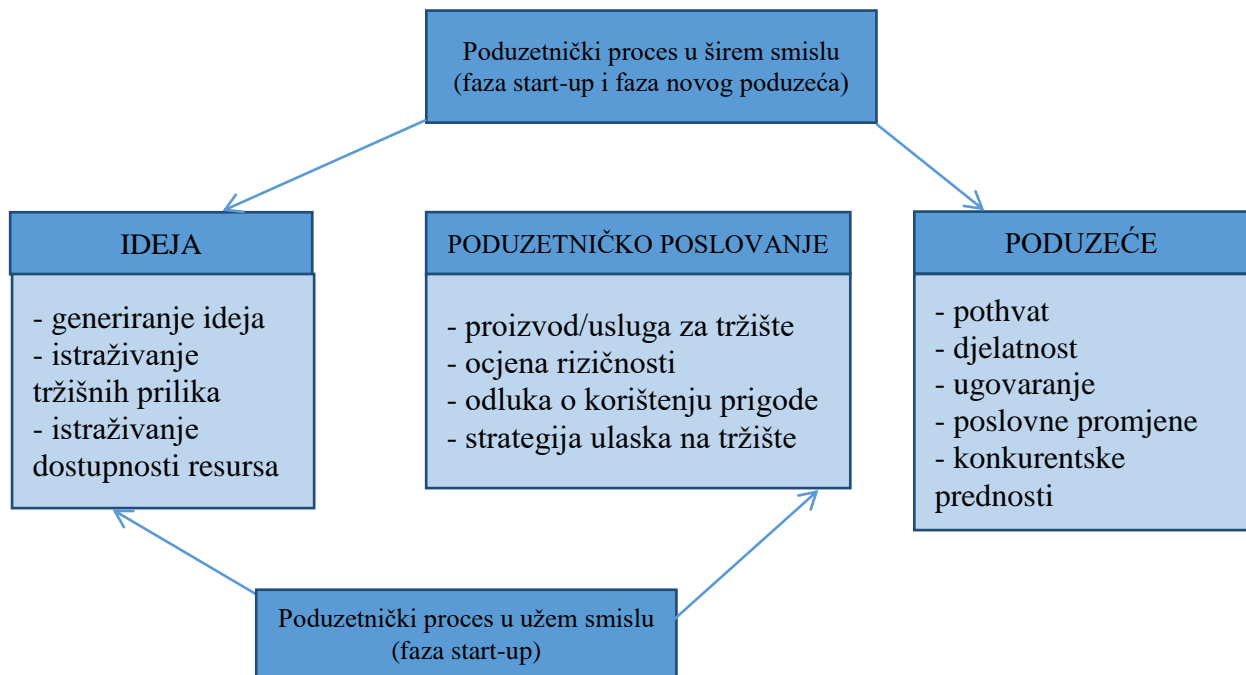 Poduzetnički proces u širem smislu
(faza start-up i faza novog poduzeća)
IDEJA
- generiranje ideja
- istraživanje
tržišnih prilika
- istraživanje
dostupnosti resursa
PODUZETNIČKO POSLOVANJE
- proizvod/usluga za tržište
- ocjena rizičnosti
- odluka o korištenju prigode
- strategija ulaska na tržište
PODUZEĆE
- pothvat
- djelatnost
- ugovaranje
- poslovne promjene
- konkurentske
prednosti
Poduzetnički proces u užem smislu
(faza start-up)